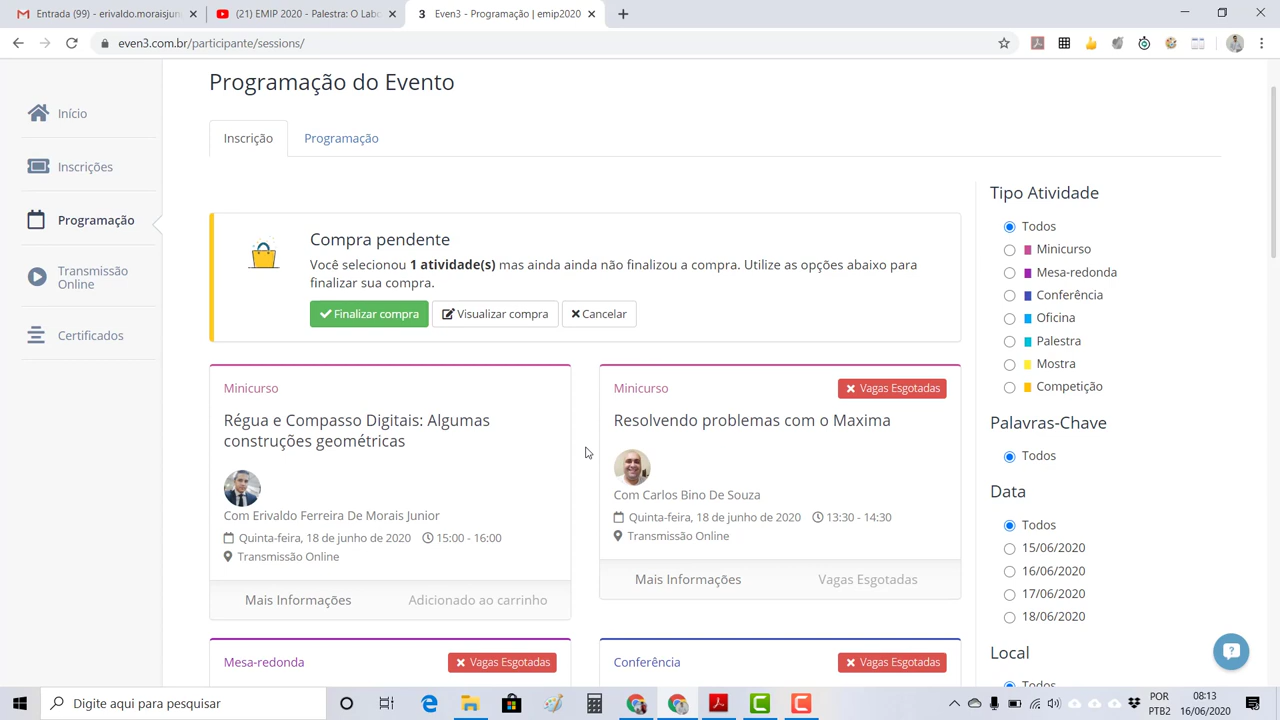 Entrada (99) - erivaldo.moraisjun
(21) EMIP 2020 - Palestra: O Labo
3 Even3 - Programação | emip2020
even3.com.br/participante/sessions/
Programação do Evento
Início
Inscrições
Programação
Transmissão
Online
Certificados
Inscrição Programação
Compra pendente
Você selecionou 1 atividade(s) mas ainda ainda não finalizou a compra. Utilize as opções abaixo para
finalizar sua compra.
Finalizar compra Visualizar compra Cancelar
Minicurso
Régua e Compasso Digitais: Algumas
construções geométricas
Com Erivaldo Ferreira De Morais Junior
Quinta-feira, 18 de junho de 2020 15:00 - 16:00
Transmissão Online
Mais Informações Adicionado ao carrinho
Minicurso Vagas Esgotadas
Resolvendo problemas com o Maxima
Com Carlos Bino De Souza
Quinta-feira, 18 de junho de 2020 13:30 - 14:30
Transmissão Online
Mais Informações Vagas Esgotadas
Mesa-redonda Vagas Esgotadas
Conferência Vagas Esgotadas
Tipo Atividade
Todos
Minicurso
Mesa-redonda
Conferência
Oficina
Palestra
Mostra
Competição
Palavras-Chave
Todos
Data
Todos
15/06/2020
16/06/2020
17/06/2020
18/06/2020
Local
Todos
Digite aqui para pesquisar
POR
PTB2
08:13
16/06/2020